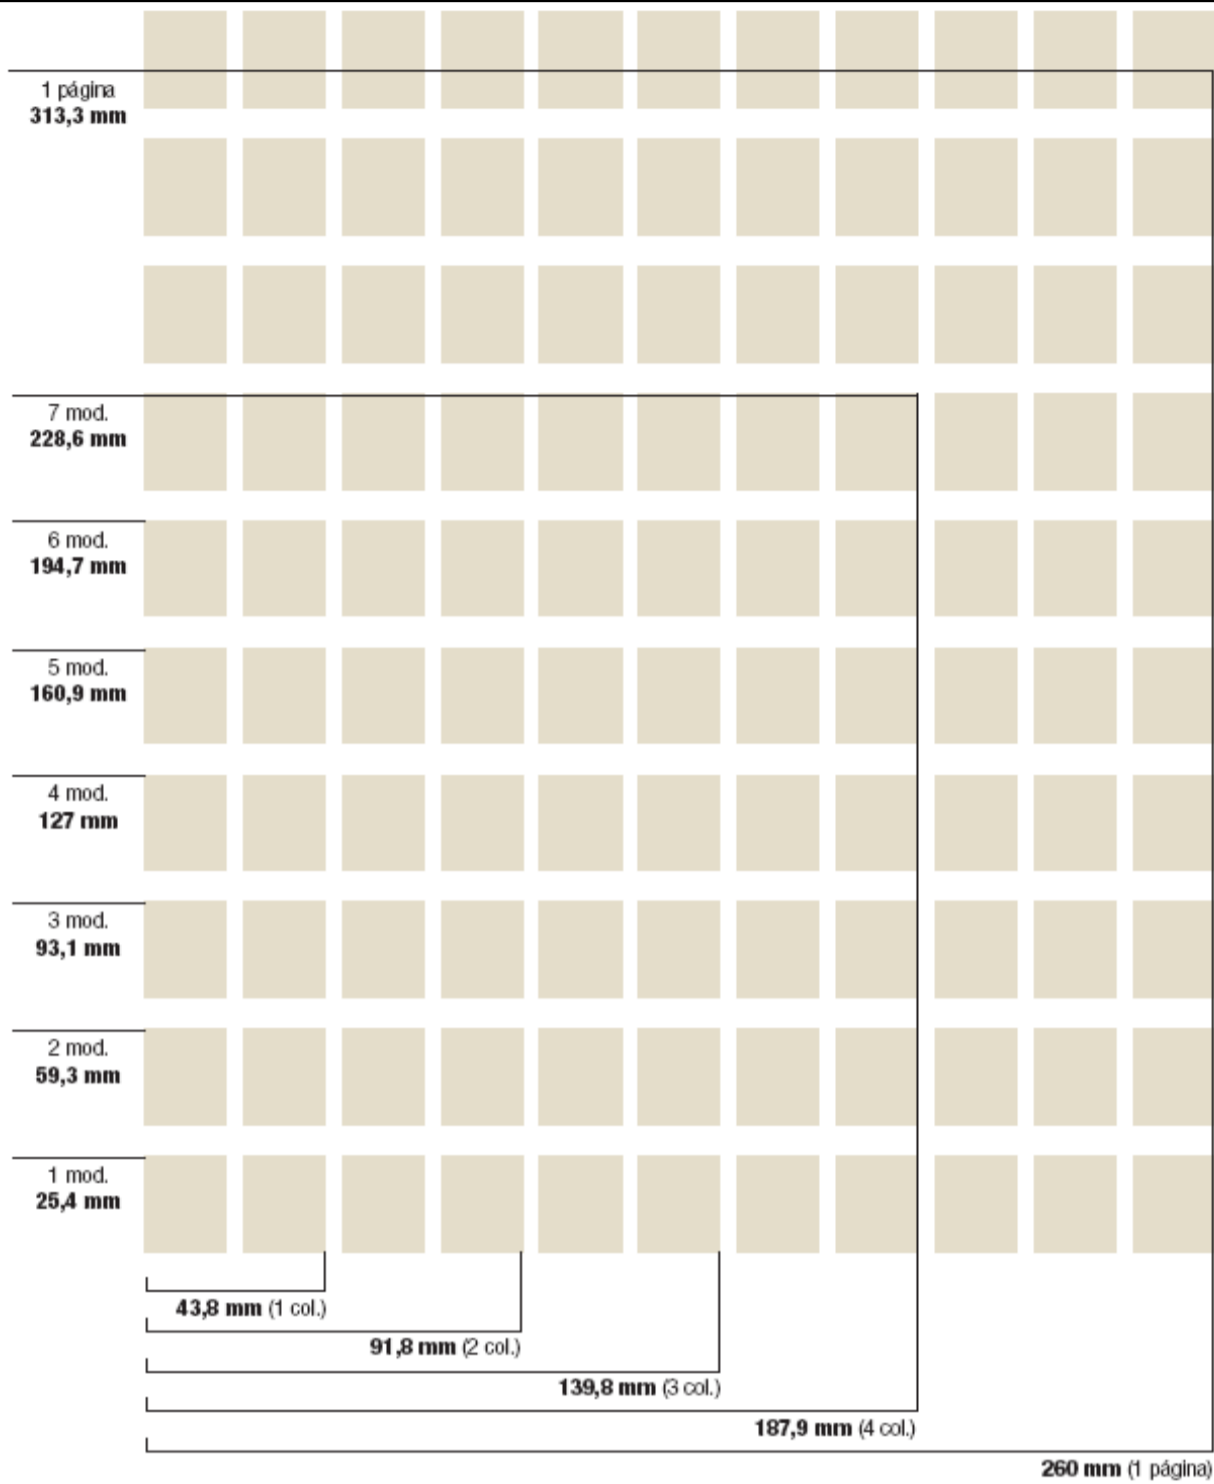 1 página
313,3 mm
7 mod.
228,6 mm
6 mod.
194,7 mm
5 mod.
160,9 mm
4 mod.
127 mm
3 mod.
93,1 mm
2 mod.
59,3 mm
1 mod.
25,4 mm
43,8 mm (1 col.)
91,8 mm (2 col.)
139,8 mm (3 col.)
187,9 mm (4 col.)
260 mm (1 página)